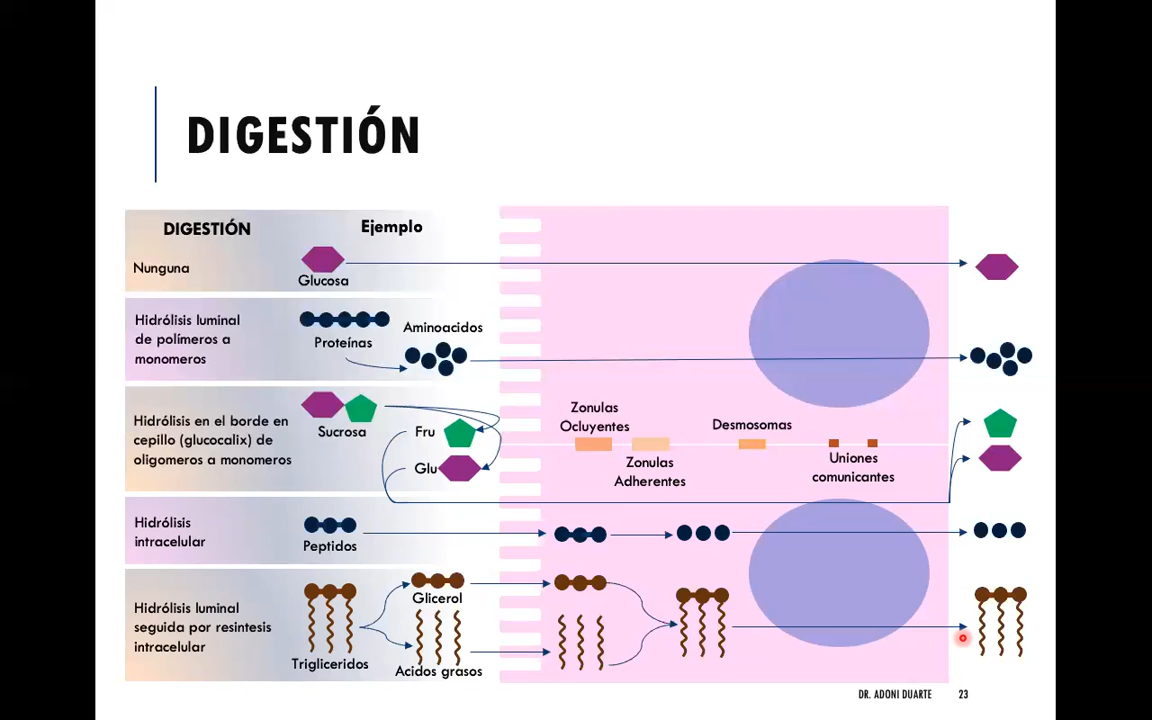 DIGESTIÓN
DIGESTIÓN
Ejemplo
Nunguna
Glucosa
Hidrólisis luminal
de polímeros a
monomeros
Proteínas
Aminoacidos
Hidrólisis en el borde en
cepillo (glucocalix) de
oligomeros a monomeros
Sucrosa
Fru
Glu
Zonulas
Ocluyentes
Zonulas
Adherentes
Desmosomas
Uniones
comunicantes
Hidrólisis
intracelular
Peptidos
Hidrólisis luminal
seguida por resintesis
intracelular
Trigliceridos
Glicerol
Acidos grasos
DR. ADONI DUARTE
23